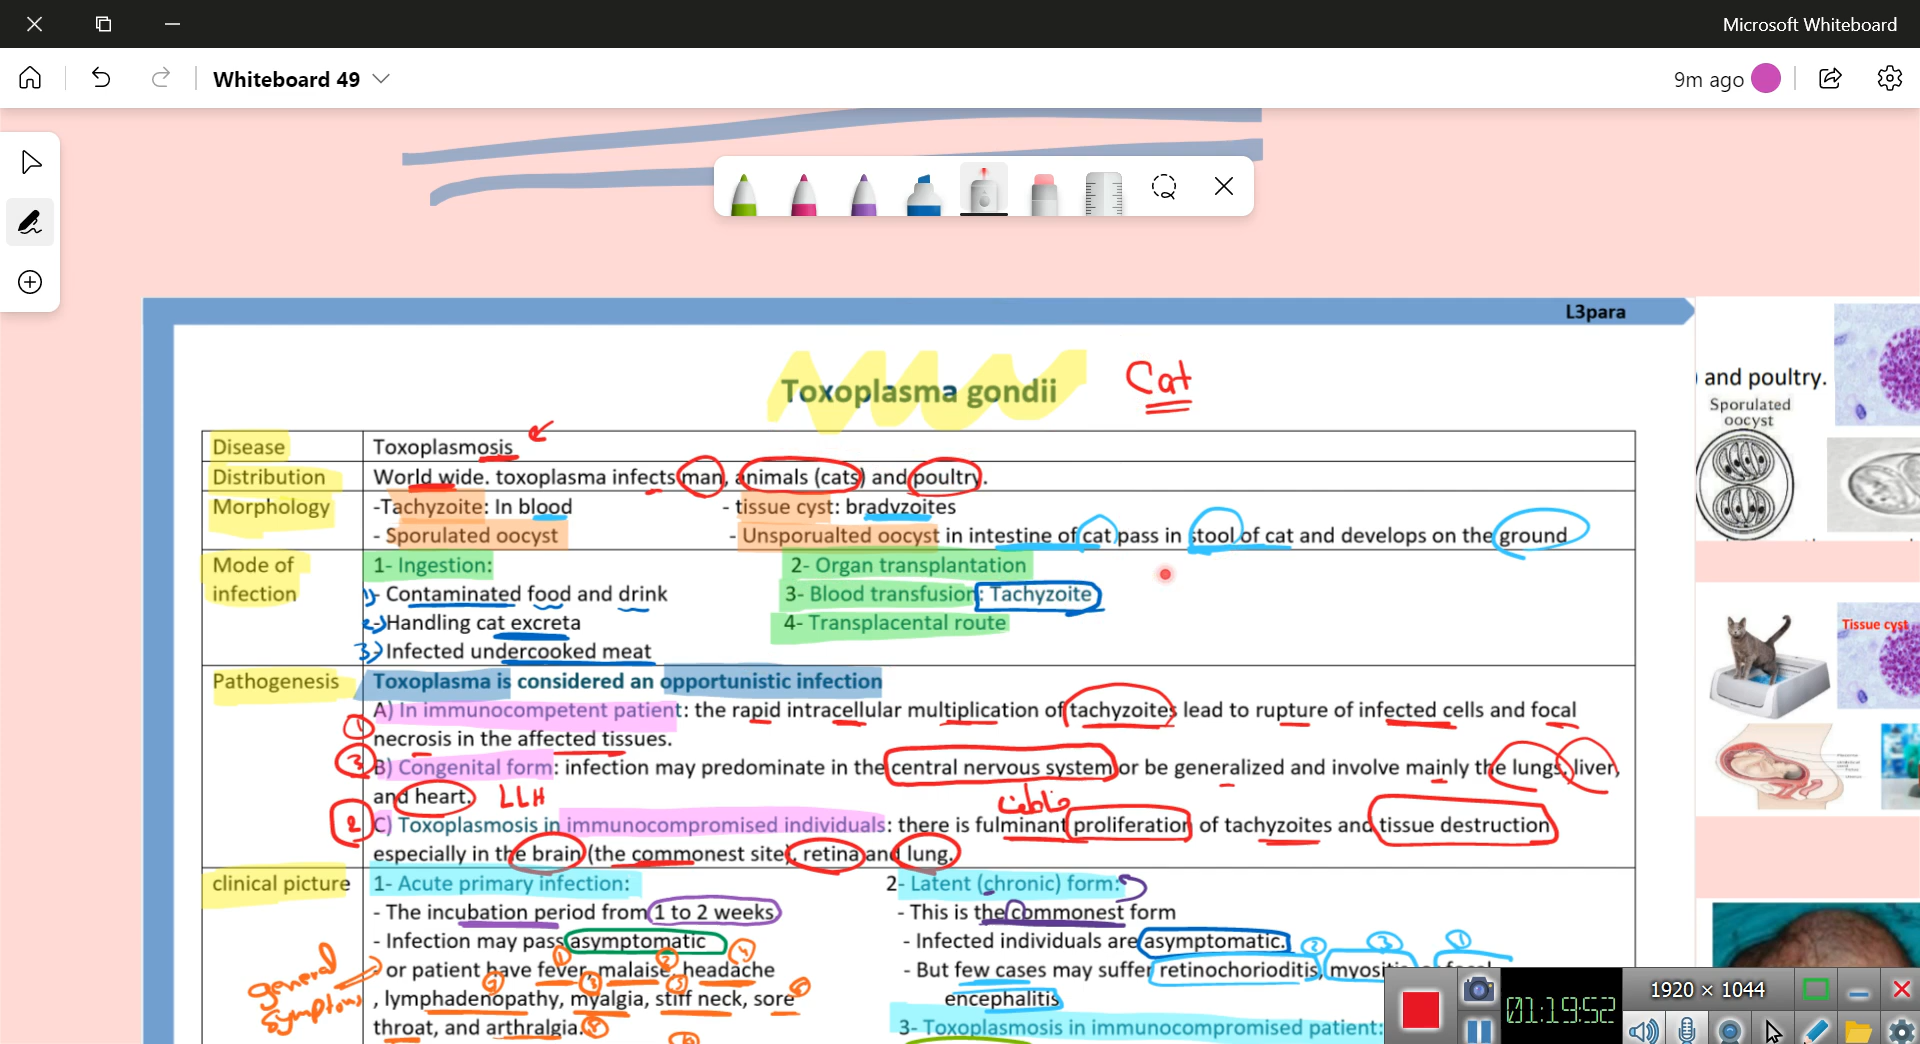 Microsoft Whiteboard
Whiteboard 49
9m ago
L3para
Toxoplasma gondii
Cat
Disease
Toxoplasmosis
Distribution
World wide. toxoplasma infects man, animals (cats) and poultry.
Morphology
-Tachyzoite: In blood
- tissue cyst: bradyzoites
- Sporulated oocyst
- Unsporualted oocyst in intestine of cat pass in stool of cat and develops on the ground
Mode of
infection
1- Ingestion:
2- Organ transplantation
1) - Contaminated food and drink
3- Blood transfusion: Tachyzoite
2) -Handling cat excreta
4- Transplacental route
3) - Infected undercooked meat
Pathogenesis
Toxoplasma is considered an opportunistic infection
A) In immunocompetent patient: the rapid intracellular multiplication of tachyzoites lead to rupture of infected cells and focal
1
necrosis in the affected tissues.
3
B) Congenital form: infection may predominate in the central nervous system or be generalized and involve mainly the lungs, liver,
and heart.
LLH
2
C) Toxoplasmosis in immunocompromised individuals: there is fulminant proliferation of tachyzoites and tissue destruction
especially in the brain (the commonest site), retina and lung.
clinical picture
1- Acute primary infection:
- The incubation period from 1 to 2 weeks
- Infection may pass asymptomatic
or patient have fever, malaise, headache
, lymphadenopathy, myalgia, stiff neck, sore
throat, and arthralgia.
general
symptoms
2- Latent (chronic) form:
- This is the commonest form
- Infected individuals are asymptomatic.
- But few cases may suffer retinochorioditis, myositis
encephalitis
3- Toxoplasmosis in immunocompromised patient:
) and poultry.
Sporulated
oocyst
Tissue cyst
1920 × 1044
01:19:52